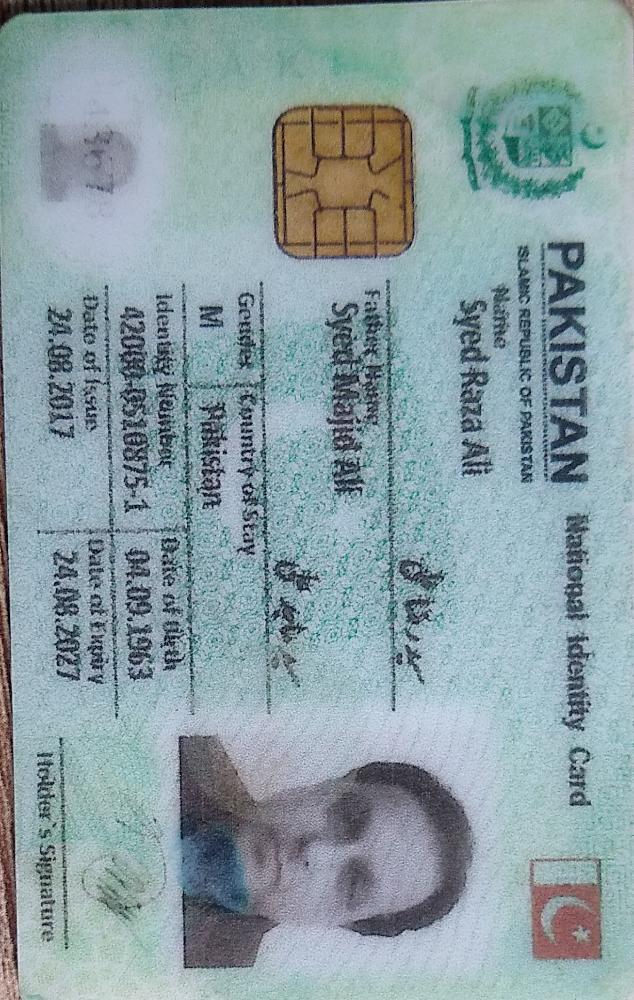 PAKISTAN National Identity Card
ISLAMIC REPUBLIC OF PAKISTAN
Name
Syed Raza Ali
سید رضا علی
Father Name
Syed Majid Ali
سید ماجد علی
Gender Country of Stay
M Pakistan
Identity Number Date of Birth
42000-0510875-1 04.09.1963
Date of Issue Date of Expiry
24.08.2017 24.08.2027
Holder's Signature